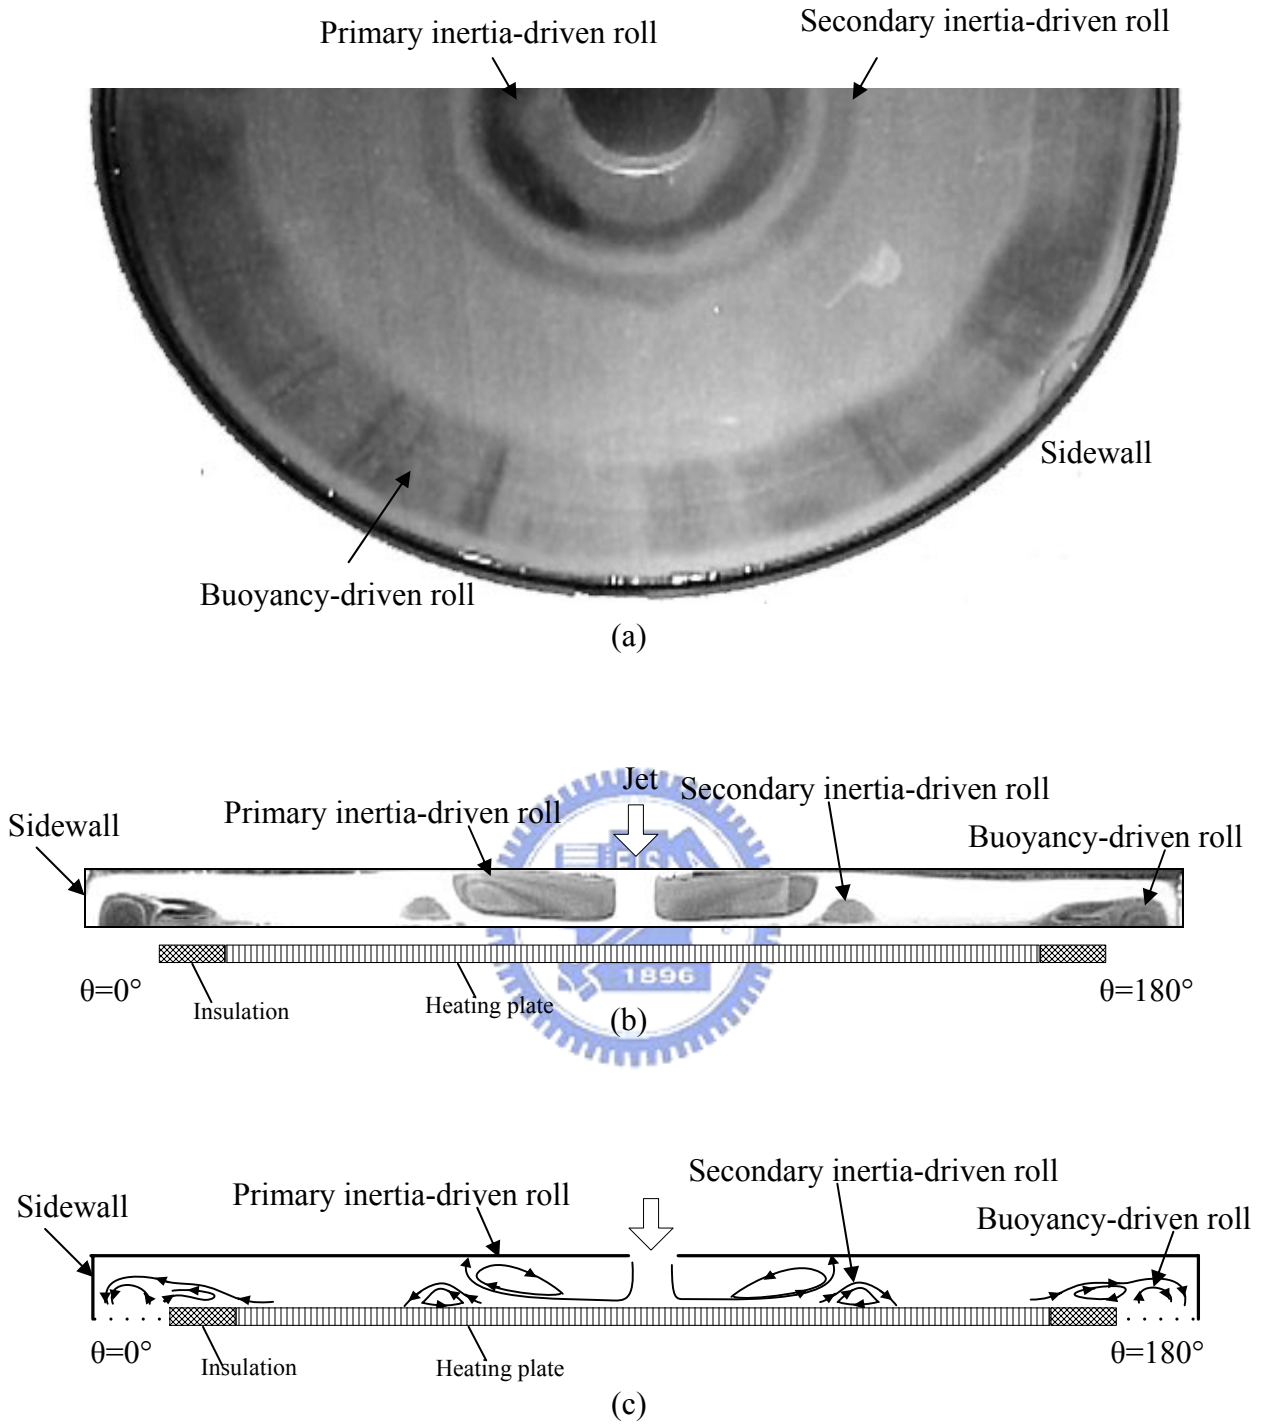 Primary inertia-driven roll
Secondary inertia-driven roll
Sidewall
Buoyancy-driven roll
(a)
Jet
Secondary inertia-driven roll
Primary inertia-driven roll
Sidewall
Buoyancy-driven roll
1896
θ=0°
θ=180°
Insulation
Heating plate
(b)
Secondary inertia-driven roll
Primary inertia-driven roll
Sidewall
Buoyancy-driven roll
θ=0°
θ=180°
Insulation
Heating plate
(c)